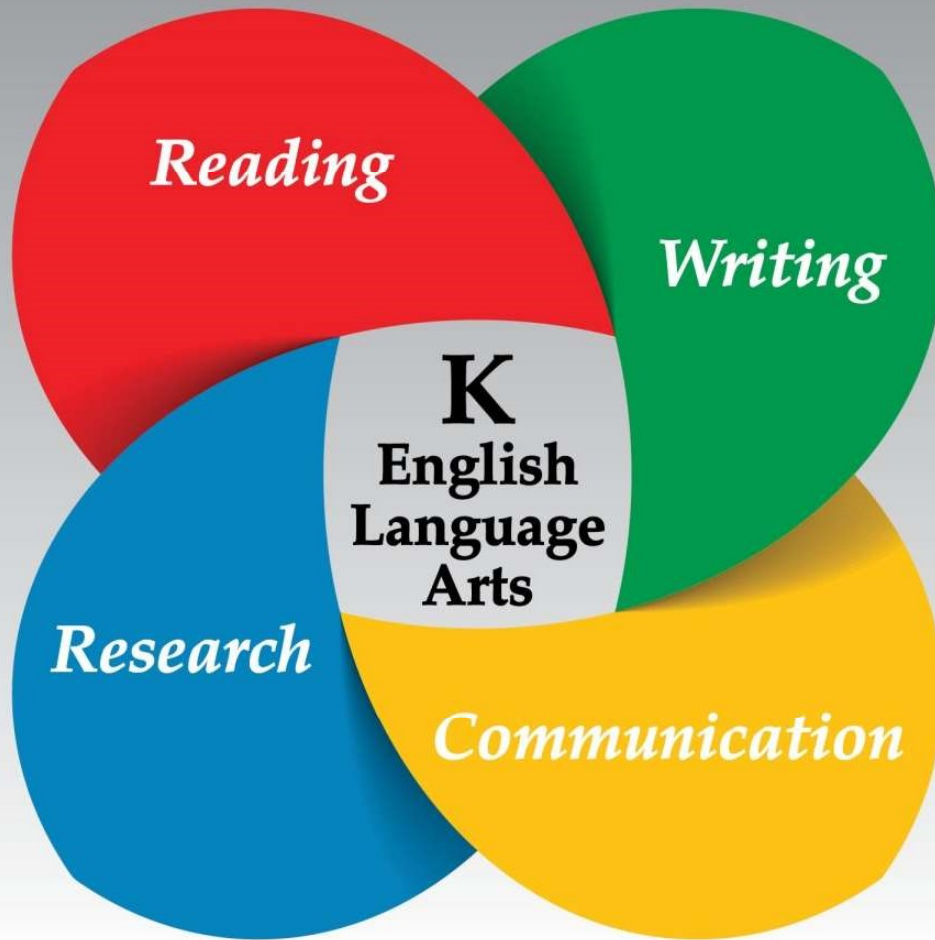 Reading
Writing
K
English
Language
Arts
Research
Communication